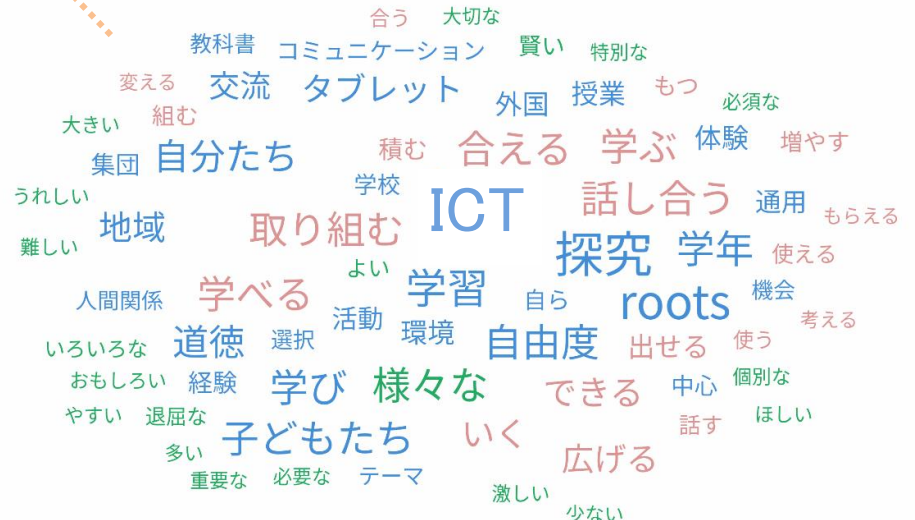 合う
大切な
教科書
コミュニケーション
賢い
特別な
変える
交流
タブレット
外国
授業
もつ
必須な
大きい
組む
集団
自分たち
積む
合える
学ぶ
体験
増やす
うれしい
学校
ICT
話し合う
通用
もらえる
難しい
地域
取り組む
探究
学年
使える
よい
人間関係
学べる
学習
自ら
roots
機会
考える
活動
環境
いろいろな
道徳
選択
自由度
出せる
使う
おもしろい
経験
学び
様々な
できる
中心
個別な
やすい
退屈な
話す
ほしい
多い
子どもたち
いく
広げる
重要な
必要な
テーマ
激しい
少ない